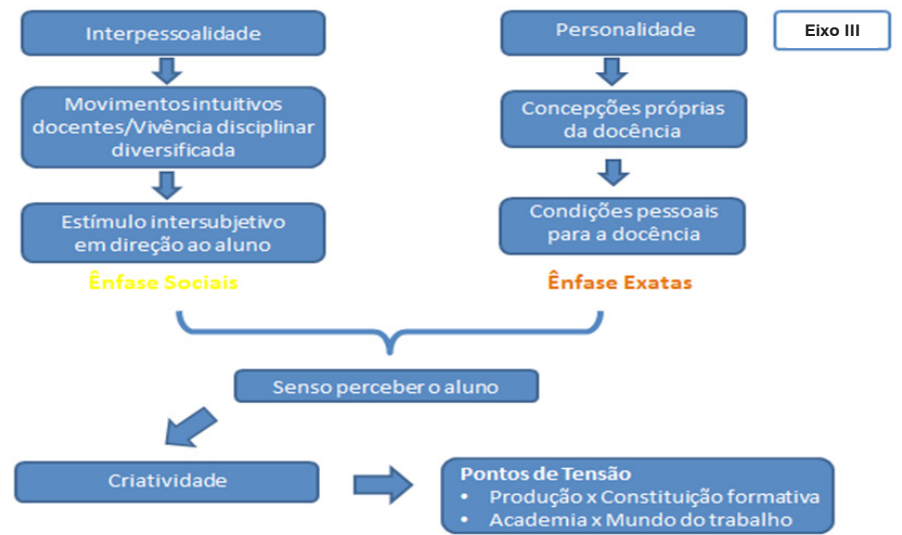 Interpessoalidade
Personalidade
Eixo III
Movimentos intuitivos
docentes/Vivência disciplinar
diversificada
Concepções próprias
da docência
Estímulo intersubjetivo
em direção ao aluno
Condições pessoais
para a docência
Ênfase Sociais
Ênfase Exatas
Senso perceber o aluno
Criatividade
Pontos de Tensão
• Produção x Constituição formativa
• Academia x Mundo do trabalho